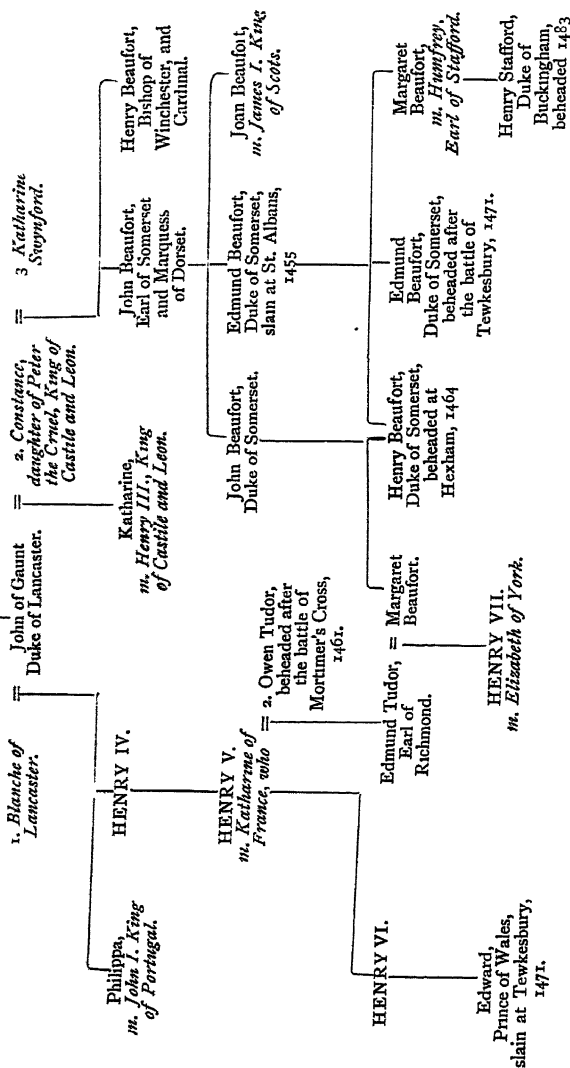 1. Blanche of
Lancaster.
=
John of Gaunt
Duke of Lancaster.
=
2. Constance,
daughter of Peter
the Cruel, King of
Castile and Leon.
=
3 Katharine
Swynford.
Philippa,
m. John I. King
of Portugal.
HENRY IV.
Katharine,
m. Henry III., King
of Castile and Leon.
John Beaufort,
Earl of Somerset
and Marquess
of Dorset.
Henry Beaufort,
Bishop of
Winchester, and
Cardinal.
HENRY V.
m. Katharine of
France, who
=
2. Owen Tudor,
beheaded after
the battle of
Mortimer's Cross,
1461.
John Beaufort,
Duke of Somerset.
Edmund Beaufort,
Duke of Somerset,
slain at St. Albans,
1455
Joan Beaufort,
m. James I. King
of Scots.
HENRY VI.
Edmund Tudor,
Earl of
Richmond.
=
Margaret
Beaufort.
Henry Beaufort,
Duke of Somerset,
beheaded at
Hexham, 1464
Edmund
Beaufort,
Duke of Somerset,
beheaded after
the battle of
Tewkesbury, 1471.
Margaret
Beaufort,
m. Humfrey,
Earl of Stafford.
Edward,
Prince of Wales,
slain at Tewkesbury,
1471.
HENRY VII.
m. Elizabeth of York.
Henry Stafford,
Duke of
Buckingham,
beheaded 1483